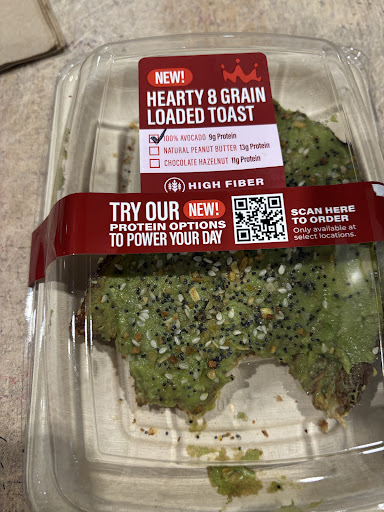 NEW!
HEARTY 8 GRAIN
LOADED TOAST
100% AVOCADO 9g Protein
NATURAL PEANUT BUTTER 13g Protein
CHOCOLATE HAZELNUT 11g Protein
HIGH FIBER
TRY OUR NEW!
PROTEIN OPTIONS
TO POWER YOUR DAY
SCAN HERE
TO ORDER
Only available at
select locations.